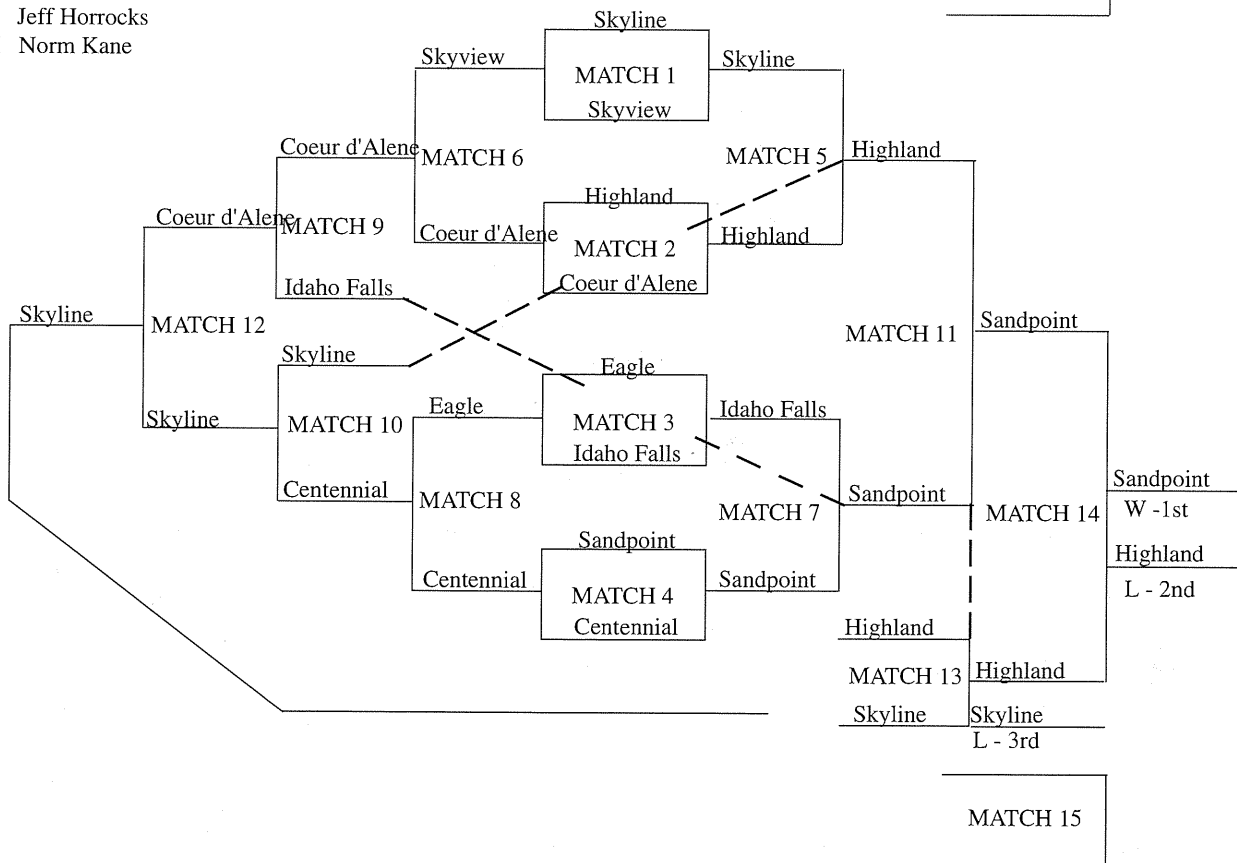 Jeff Horrocks
Norm Kane
Skyline
Skyview
MATCH 1
Skyline
Skyview
Coeur d'Alene
MATCH 6
MATCH 5
Highland
Highland
Coeur d'Alene
MATCH 9
Coeur d'Alene
MATCH 2
Highland
Coeur d'Alene
Idaho Falls
Skyline
MATCH 12
MATCH 11
Sandpoint
Skyline
Eagle
Eagle
MATCH 3
Idaho Falls
Skyline
MATCH 10
Idaho Falls
Centennial
MATCH 8
MATCH 7
Sandpoint
MATCH 14
Sandpoint
W -1st
Sandpoint
Highland
L - 2nd
Centennial
MATCH 4
Sandpoint
Centennial
Highland
MATCH 13
Highland
Skyline
Skyline
L - 3rd
MATCH 15